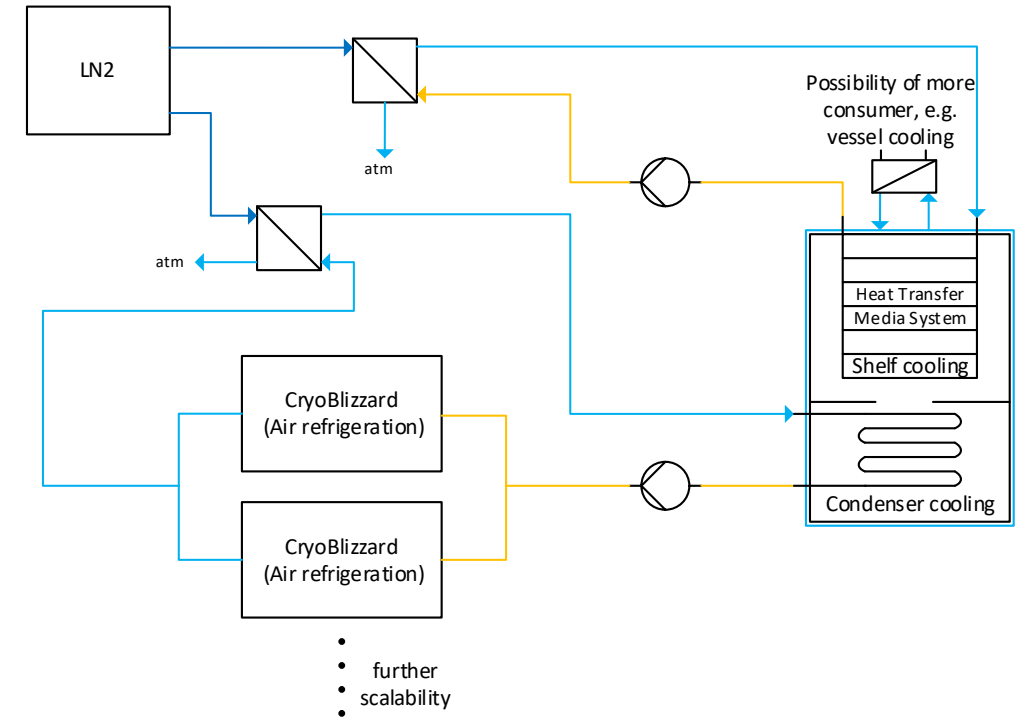 LN2
Possibility of more
consumer, e.g.
vessel cooling
atm
atm
Heat Transfer
Media System
Shelf cooling
CryoBlizzard
(Air refrigeration)
Condenser cooling
CryoBlizzard
(Air refrigeration)
further
scalability